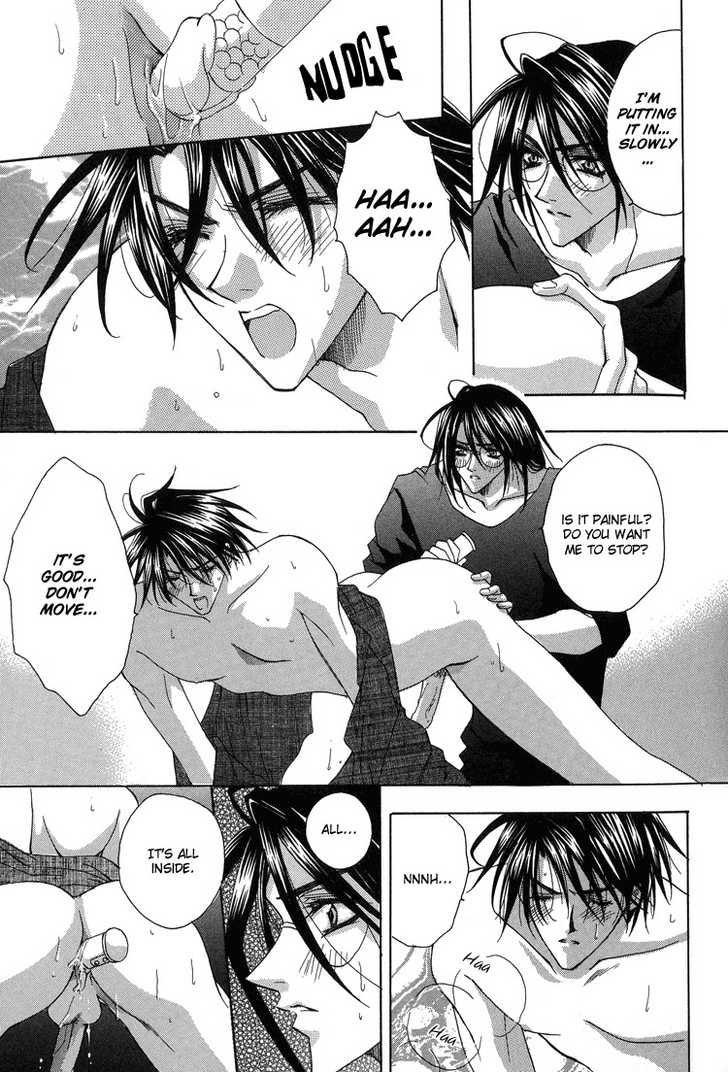 I'M
PUTTING
IT IN...
SLOWLY
...
NUDGE
HAA...
AAH...
IS IT PAINFUL?
DO YOU WANT
ME TO STOP?
IT'S
GOOD...
DON'T
MOVE...
NNNH...
Haa
Haa...
ALL...
IT'S ALL
INSIDE.